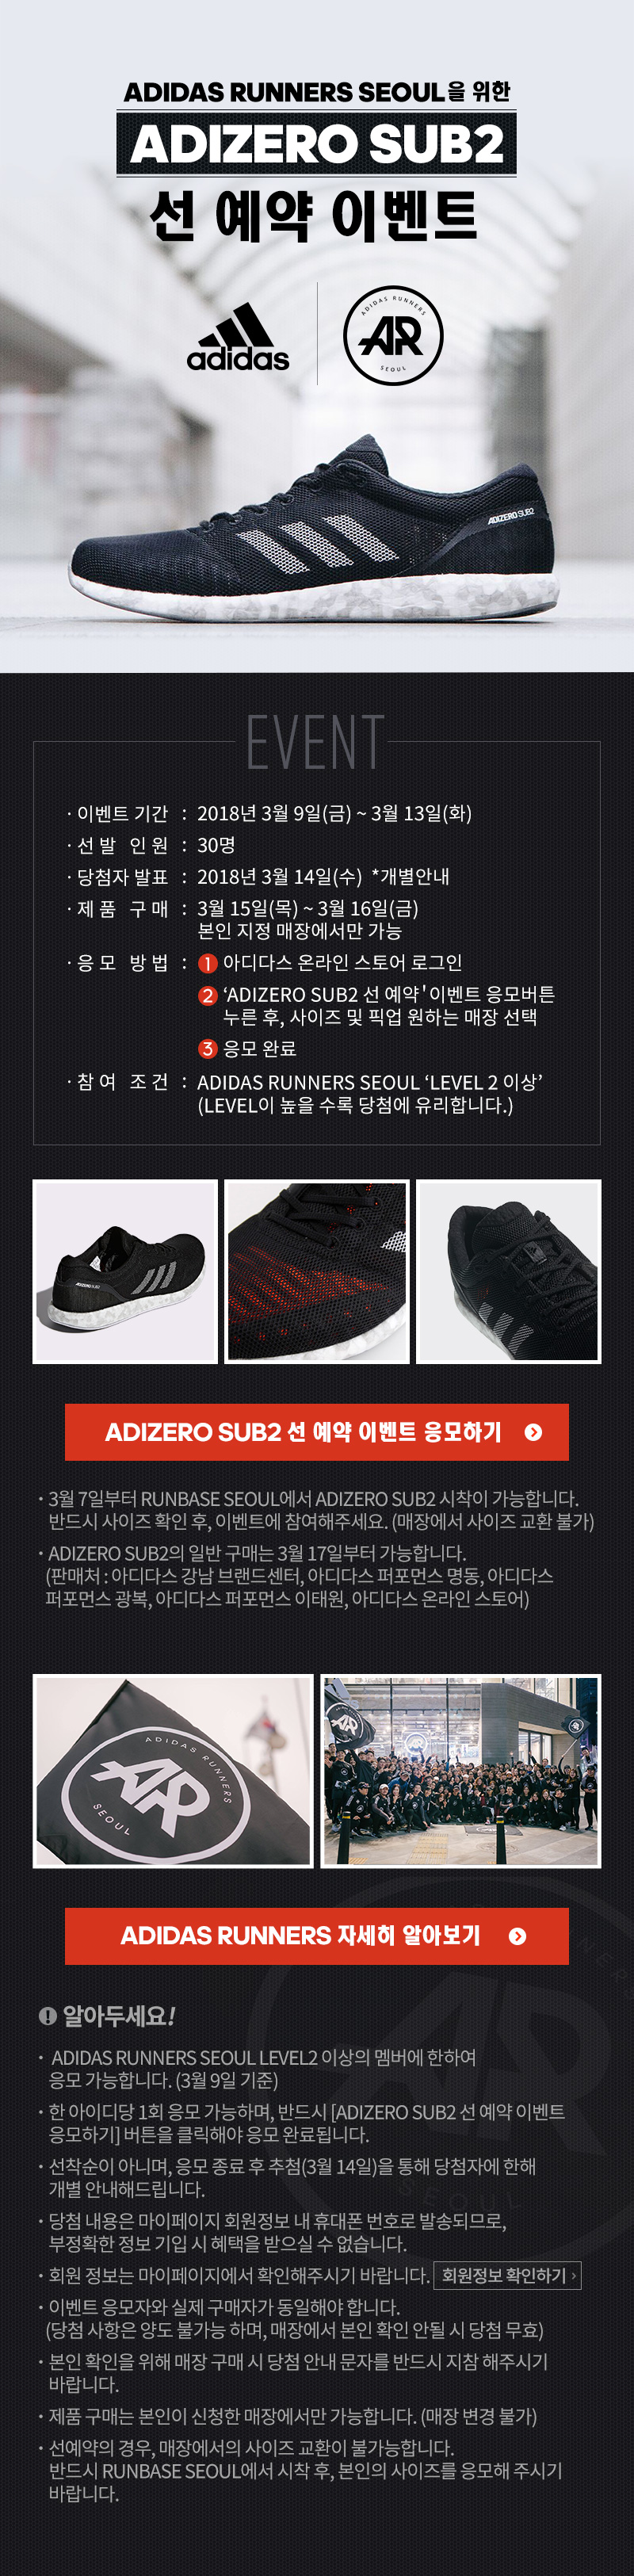 ADIDAS RUNNERS SEOUL을 위한
ADIZERO SUB2
선 예약 이벤트
adidas
ADIDAS RUNNERS
AR
SEOUL
ADIZERO SUB2
EVENT
· 이벤트 기간 : 2018년 3월 9일(금) ~ 3월 13일(화)
· 선발 인원 : 30명
· 당첨자 발표 : 2018년 3월 14일(수) *개별안내
· 제품 구매 : 3월 15일(목) ~ 3월 16일(금)
본인 지정 매장에서만 가능
· 응모 방법 : 1 아디다스 온라인 스토어 로그인
2 ‘ADIZERO SUB2 선 예약' 이벤트 응모버튼
누른 후, 사이즈 및 픽업 원하는 매장 선택
3 응모 완료
· 참여 조건 : ADIDAS RUNNERS SEOUL ‘LEVEL 2 이상’
(LEVEL이 높을 수록 당첨에 유리합니다.)
ADIZERO SUB2
ADIZERO SUB2 선 예약 이벤트 응모하기
· 3월 7일부터 RUNBASE SEOUL에서 ADIZERO SUB2 시착이 가능합니다.
반드시 사이즈 확인 후, 이벤트에 참여해주세요. (매장에서 사이즈 교환 불가)
· ADIZERO SUB2의 일반 구매는 3월 17일부터 가능합니다.
(판매처 : 아디다스 강남 브랜드센터, 아디다스 퍼포먼스 명동, 아디다스
퍼포먼스 광복, 아디다스 퍼포먼스 이태원, 아디다스 온라인 스토어)
ADIDAS RUNNERS
AR
SEOUL
AR
ADIDAS RUNNERS 자세히 알아보기
알아두세요!
· ADIDAS RUNNERS SEOUL LEVEL2 이상의 멤버에 한하여
응모 가능합니다. (3월 9일 기준)
· 한 아이디당 1회 응모 가능하며, 반드시 [ADIZERO SUB2 선 예약 이벤트
응모하기] 버튼을 클릭해야 응모 완료됩니다.
· 선착순이 아니며, 응모 종료 후 추첨(3월 14일)을 통해 당첨자에 한해
개별 안내해드립니다.
· 당첨 내용은 마이페이지 회원정보 내 휴대폰 번호로 발송되므로,
부정확한 정보 기입 시 혜택을 받으실 수 없습니다.
· 회원 정보는 마이페이지에서 확인해주시기 바랍니다. 회원정보 확인하기 ›
· 이벤트 응모자와 실제 구매자가 동일해야 합니다.
(당첨 사항은 양도 불가능 하며, 매장에서 본인 확인 안될 시 당첨 무효)
· 본인 확인을 위해 매장 구매 시 당첨 안내 문자를 반드시 지참 해주시기
바랍니다.
· 제품 구매는 본인이 신청한 매장에서만 가능합니다. (매장 변경 불가)
· 선예약의 경우, 매장에서의 사이즈 교환이 불가능합니다.
반드시 RUNBASE SEOUL에서 시착 후, 본인의 사이즈를 응모해 주시기
바랍니다.